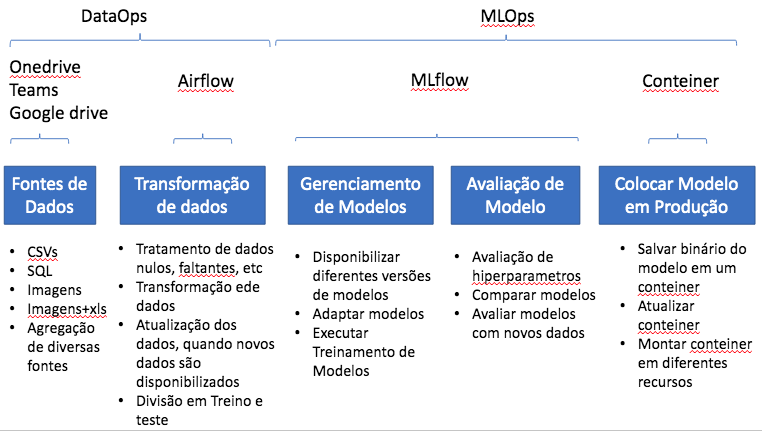 DataOps
MLOps
Onedrive
Teams
Google drive
Airflow
MLflow
Conteiner
Fontes de
Dados
Transformação
de dados
Gerenciamento
de Modelos
Avaliação de
Modelo
Colocar Modelo
em Produção
• CSVs
• SQL
• Imagens
• Imagens+xls
• Agregação
de diversas
fontes
• Tratamento de dados
nulos, faltantes, etc
• Transformação ede
dados
• Atualização dos
dados, quando novos
dados são
disponibilizados
• Divisão em Treino e
teste
• Disponibilizar
diferentes versões
de modelos
• Adaptar modelos
• Executar
Treinamento de
Modelos
• Avaliação de
hiperparametros
• Comparar modelos
• Avaliar modelos
com novos dados
• Salvar binário do
modelo em um
conteiner
• Atualizar
conteiner
• Montar conteiner
em diferentes
recursos